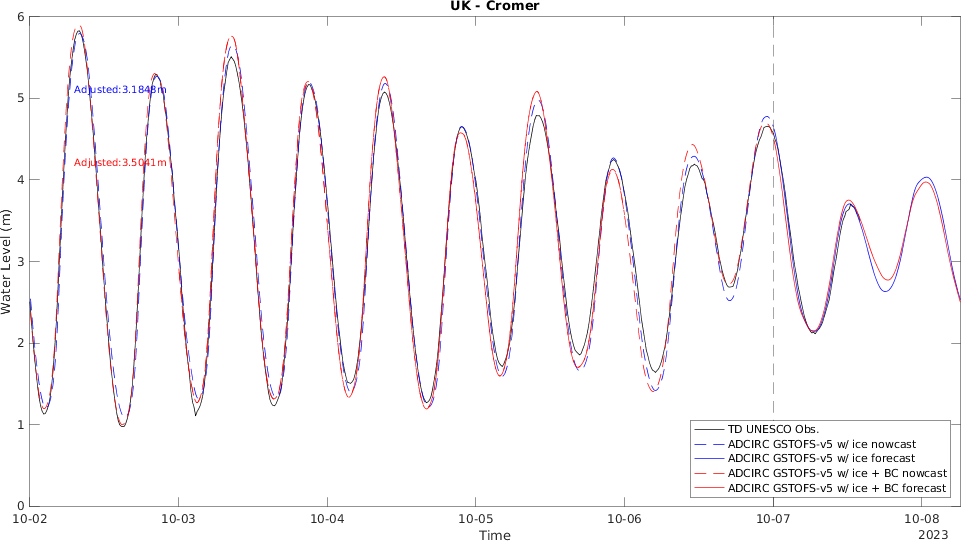 UK - Cromer
6
5
4
3
2
1
0
Water Level (m)
Adjusted:3.1848m
Adjusted:3.5041m
TD UNESCO Obs.
ADCIRC GSTOFS-v5 w/ ice nowcast
ADCIRC GSTOFS-v5 w/ ice forecast
ADCIRC GSTOFS-v5 w/ ice + BC nowcast
ADCIRC GSTOFS-v5 w/ ice + BC forecast
10-02 10-03 10-04 10-05 10-06 10-07 10-08
Time 2023